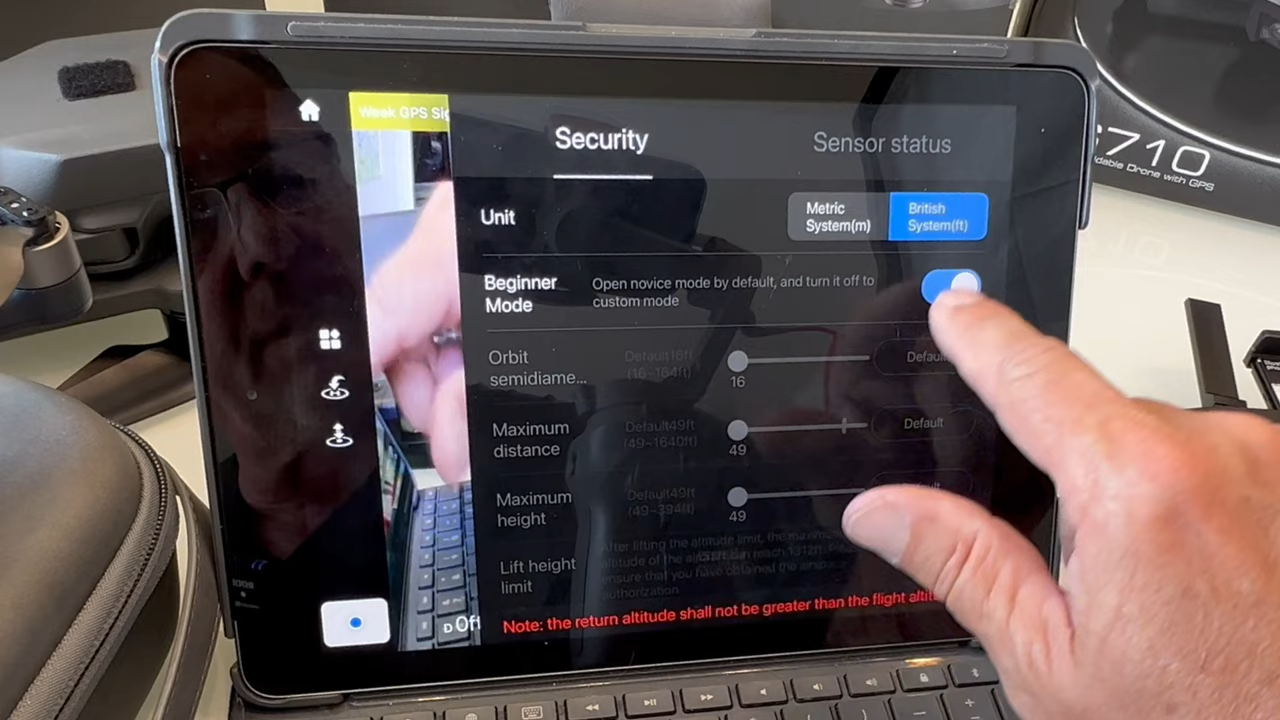 Weak GPS Sig
Security
Sensor status
Unit
Metric
System(m)
British
System(ft)
Beginner
Mode
Open novice mode by default, and turn it off to
custom mode
Orbit
semidiame...
Default16ft
(16~164ft)
16
Default
Maximum
distance
Default49ft
(49~1640ft)
49
Default
Maximum
height
Default49ft
(49~394ft)
49
Lift height
limit
After lifting the altitude limit, the maximum
altitude of the
can reach 1312ft.
ensure that you have obtained the
authorization
Note: the return altitude shall not be greater than the flight altit
Off
710
dable Drone with GPS